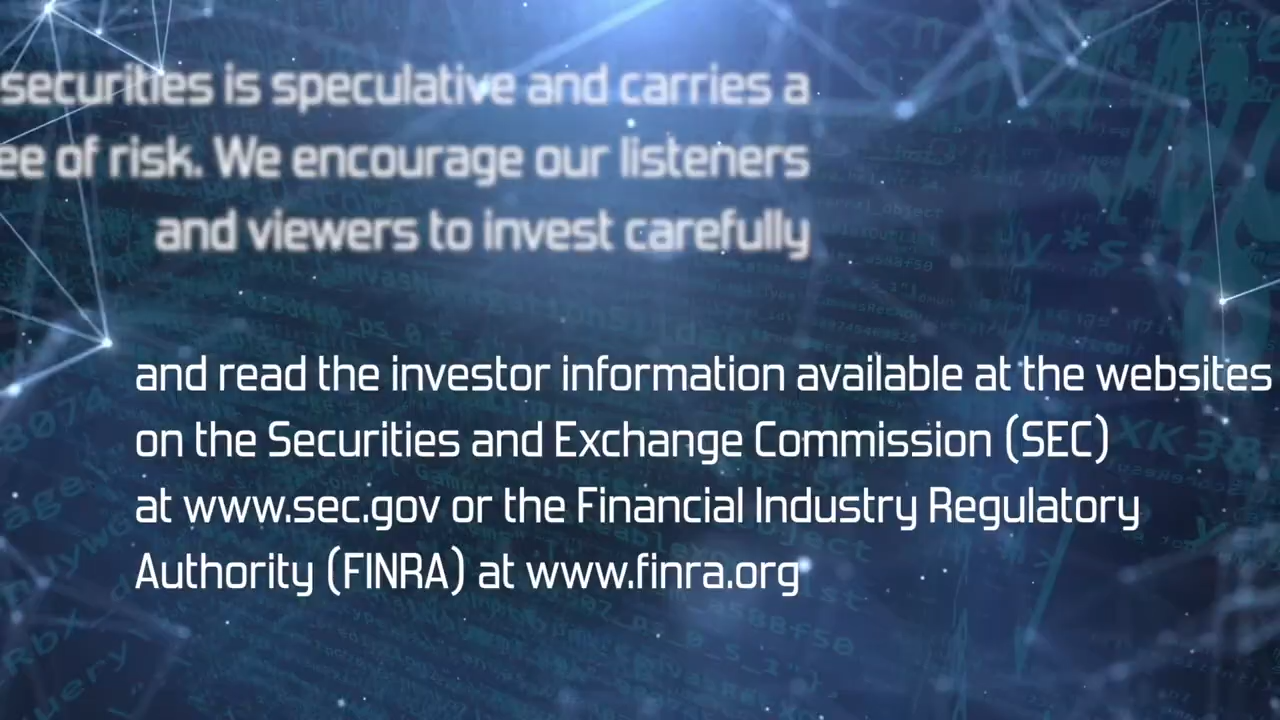 securities is speculative and carries a
ee of risk. We encourage our listeners
and viewers to invest carefully
and read the investor information available at the websites
on the Securities and Exchange Commission (SEC)
at www.sec.gov or the Financial Industry Regulatory
Authority (FINRA) at www.finra.org